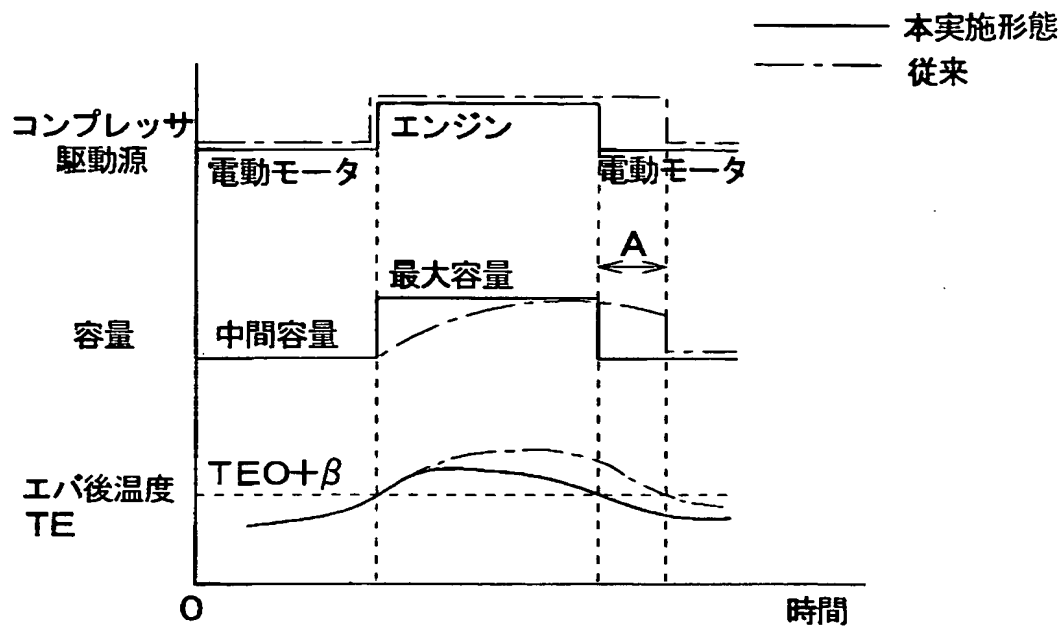 本実施形態
従来
コンプレッサ
駆動源
エンジン
電動モータ
電動モータ
A
最大容量
容量
中間容量
TEO+β
エバ後温度
TE
O
時間